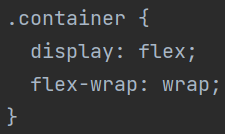 .container {
  display: flex;
  flex-wrap: wrap;
}